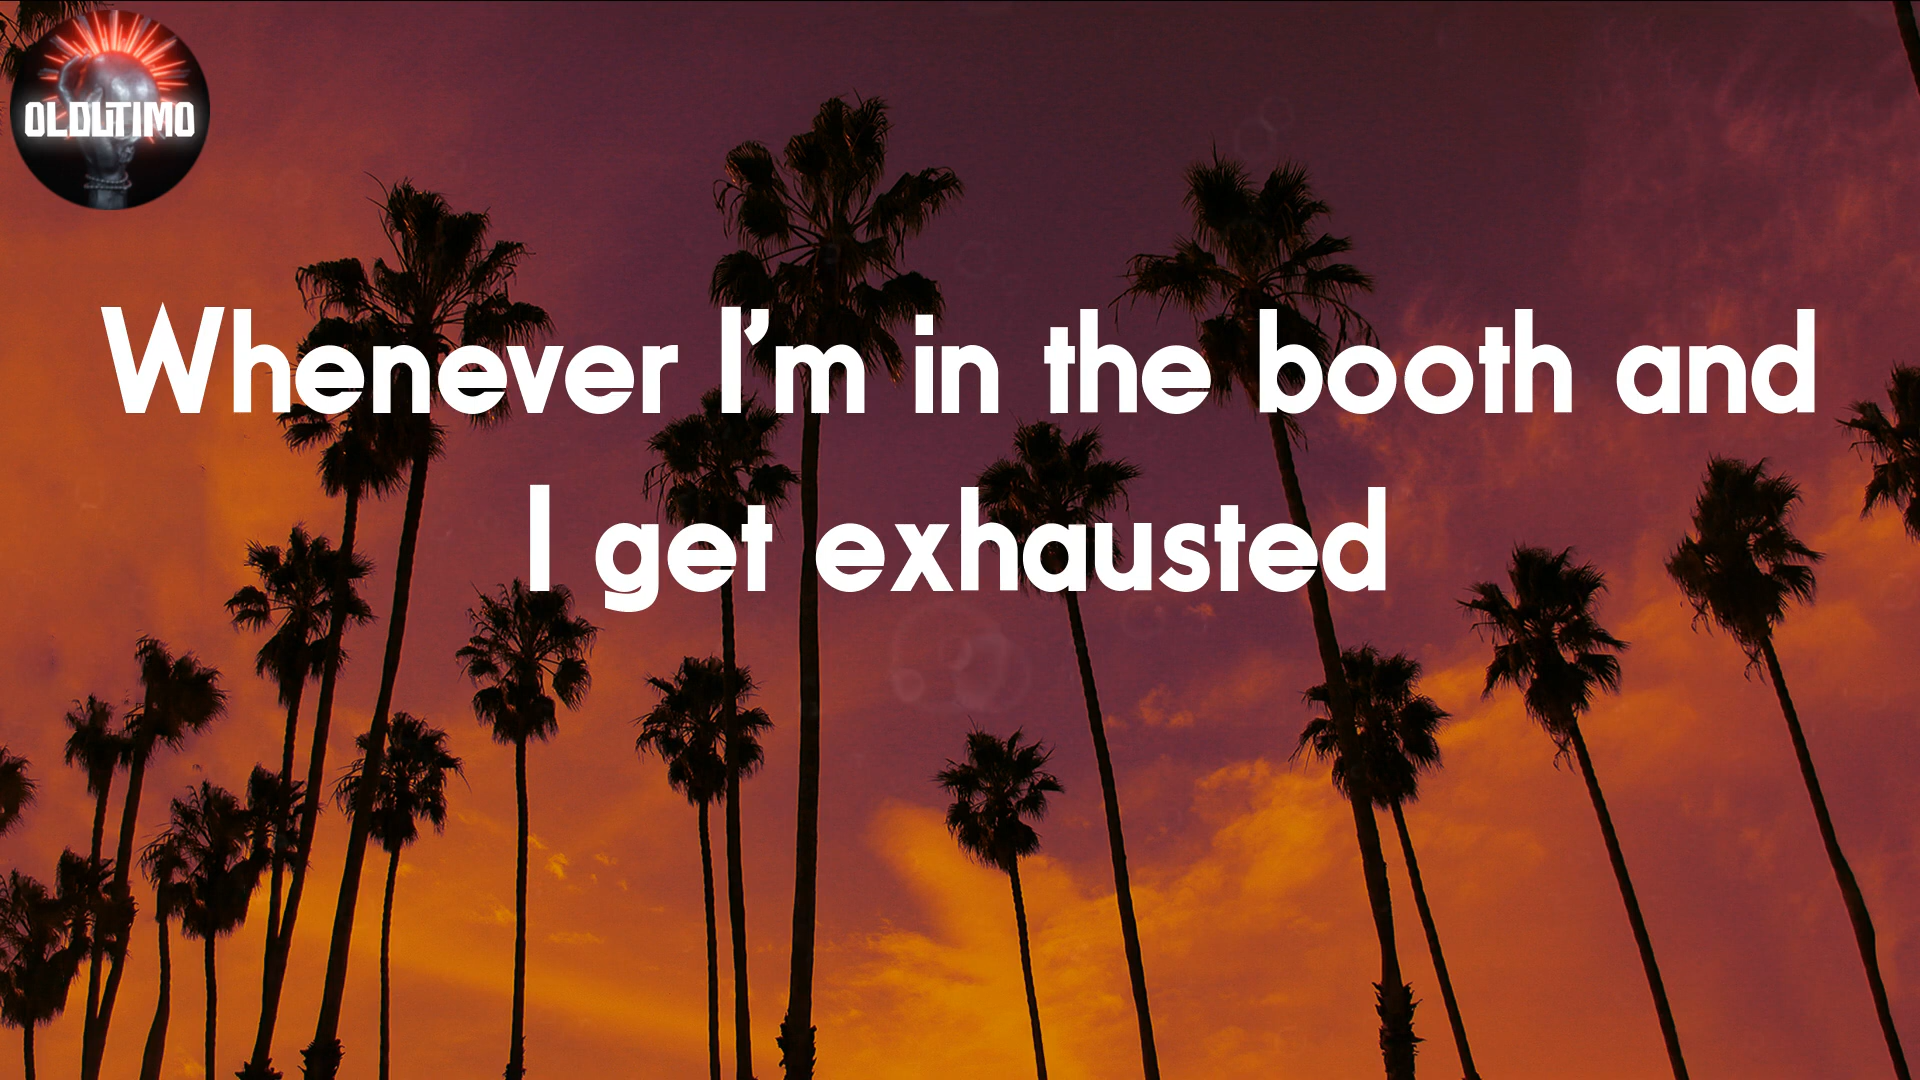 OLDUTIMO
Whenever I'm in the booth and
I get exhausted